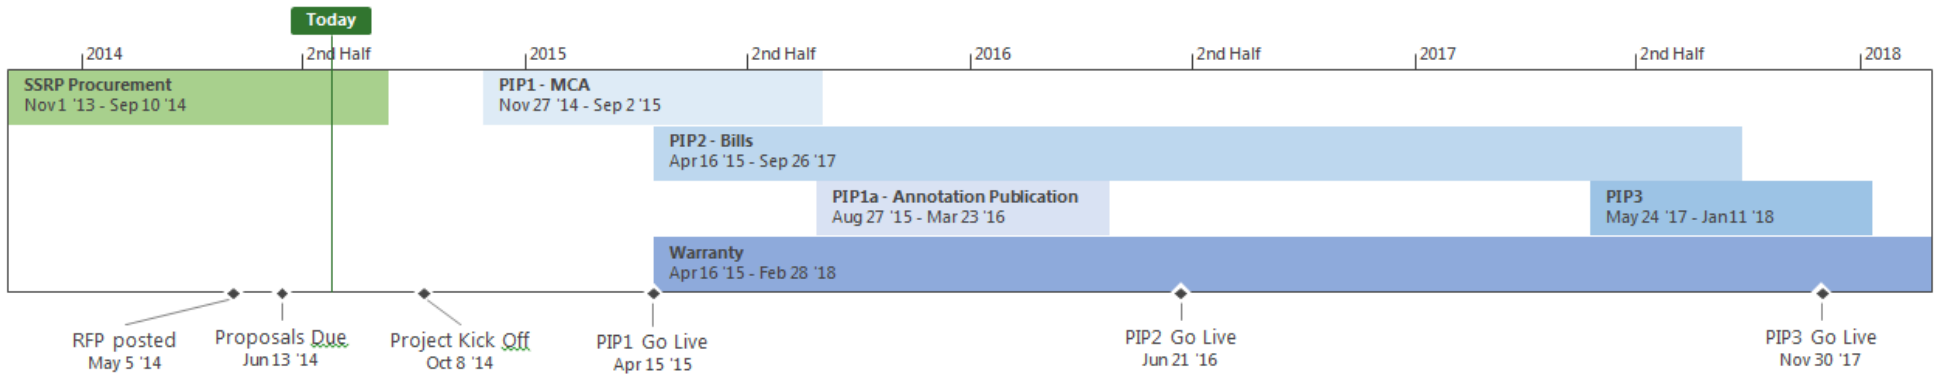 Today
2014
2nd Half
2015
2nd Half
2016
2nd Half
2017
2nd Half
2018
SSRP Procurement
Nov 1 '13 - Sep 10 '14
PIP1 - MCA
Nov 27 '14 - Sep 2 '15
PIP2 - Bills
Apr 16 '15 - Sep 26 '17
PIP1a - Annotation Publication
Aug 27 '15 - Mar 23 '16
PIP3
May 24 '17 - Jan 11 '18
Warranty
Apr 16 '15 - Feb 28 '18
RFP posted
May 5 '14
Proposals Due
Jun 13 '14
Project Kick Off
Oct 8 '14
PIP1 Go Live
Apr 15 '15
PIP2 Go Live
Jun 21 '16
PIP3 Go Live
Nov 30 '17